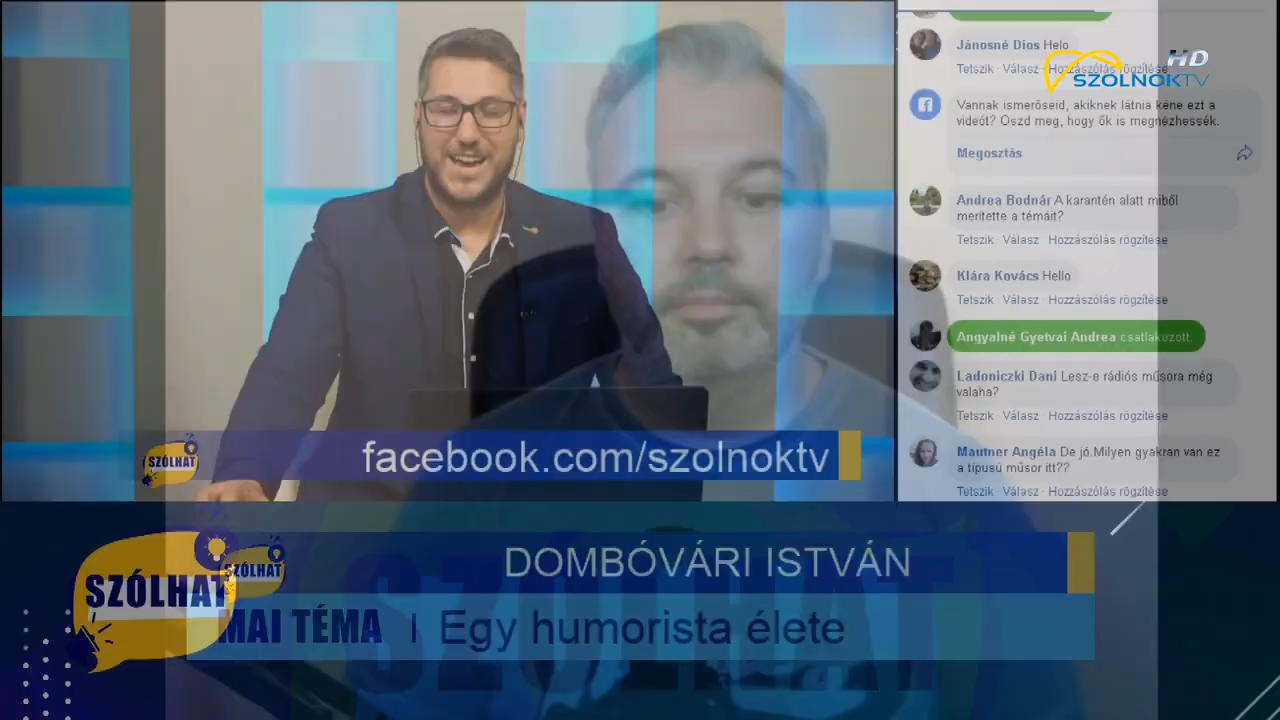 Jánosné Dios Helo
Tetszik · Válasz · Hozzászólás rögzítése
HD
SZOLNOKTV
Vannak ismerőseid, akiknek látnia kéne ezt a
videót? Oszd meg, hogy ők is megnézhessék.
Megosztás
Andrea Bodnár A karantén alatt miből
merítette a témáit?
Tetszik · Válasz · Hozzászólás rögzítése
Klára Kovács Hello
Tetszik · Válasz · Hozzászólás rögzítése
Angyalné Gyetvai Andrea csatlakozott.
Ladoniczki Dani Lesz-e rádiós műsora még
valaha?
Tetszik · Válasz · Hozzászólás rögzítése
Mautner Angéla De jó.Milyen gyakran van ez
a típusú műsor itt??
Tetszik · Válasz · Hozzászólás rögzítése
SZÓLHAT
facebook.com/szolnoktv
DOMBÓVÁRI ISTVÁN
SZÓLHAT
SZÓLHAT
MAI TÉMA | Egy humorista élete
SZÓLHAT